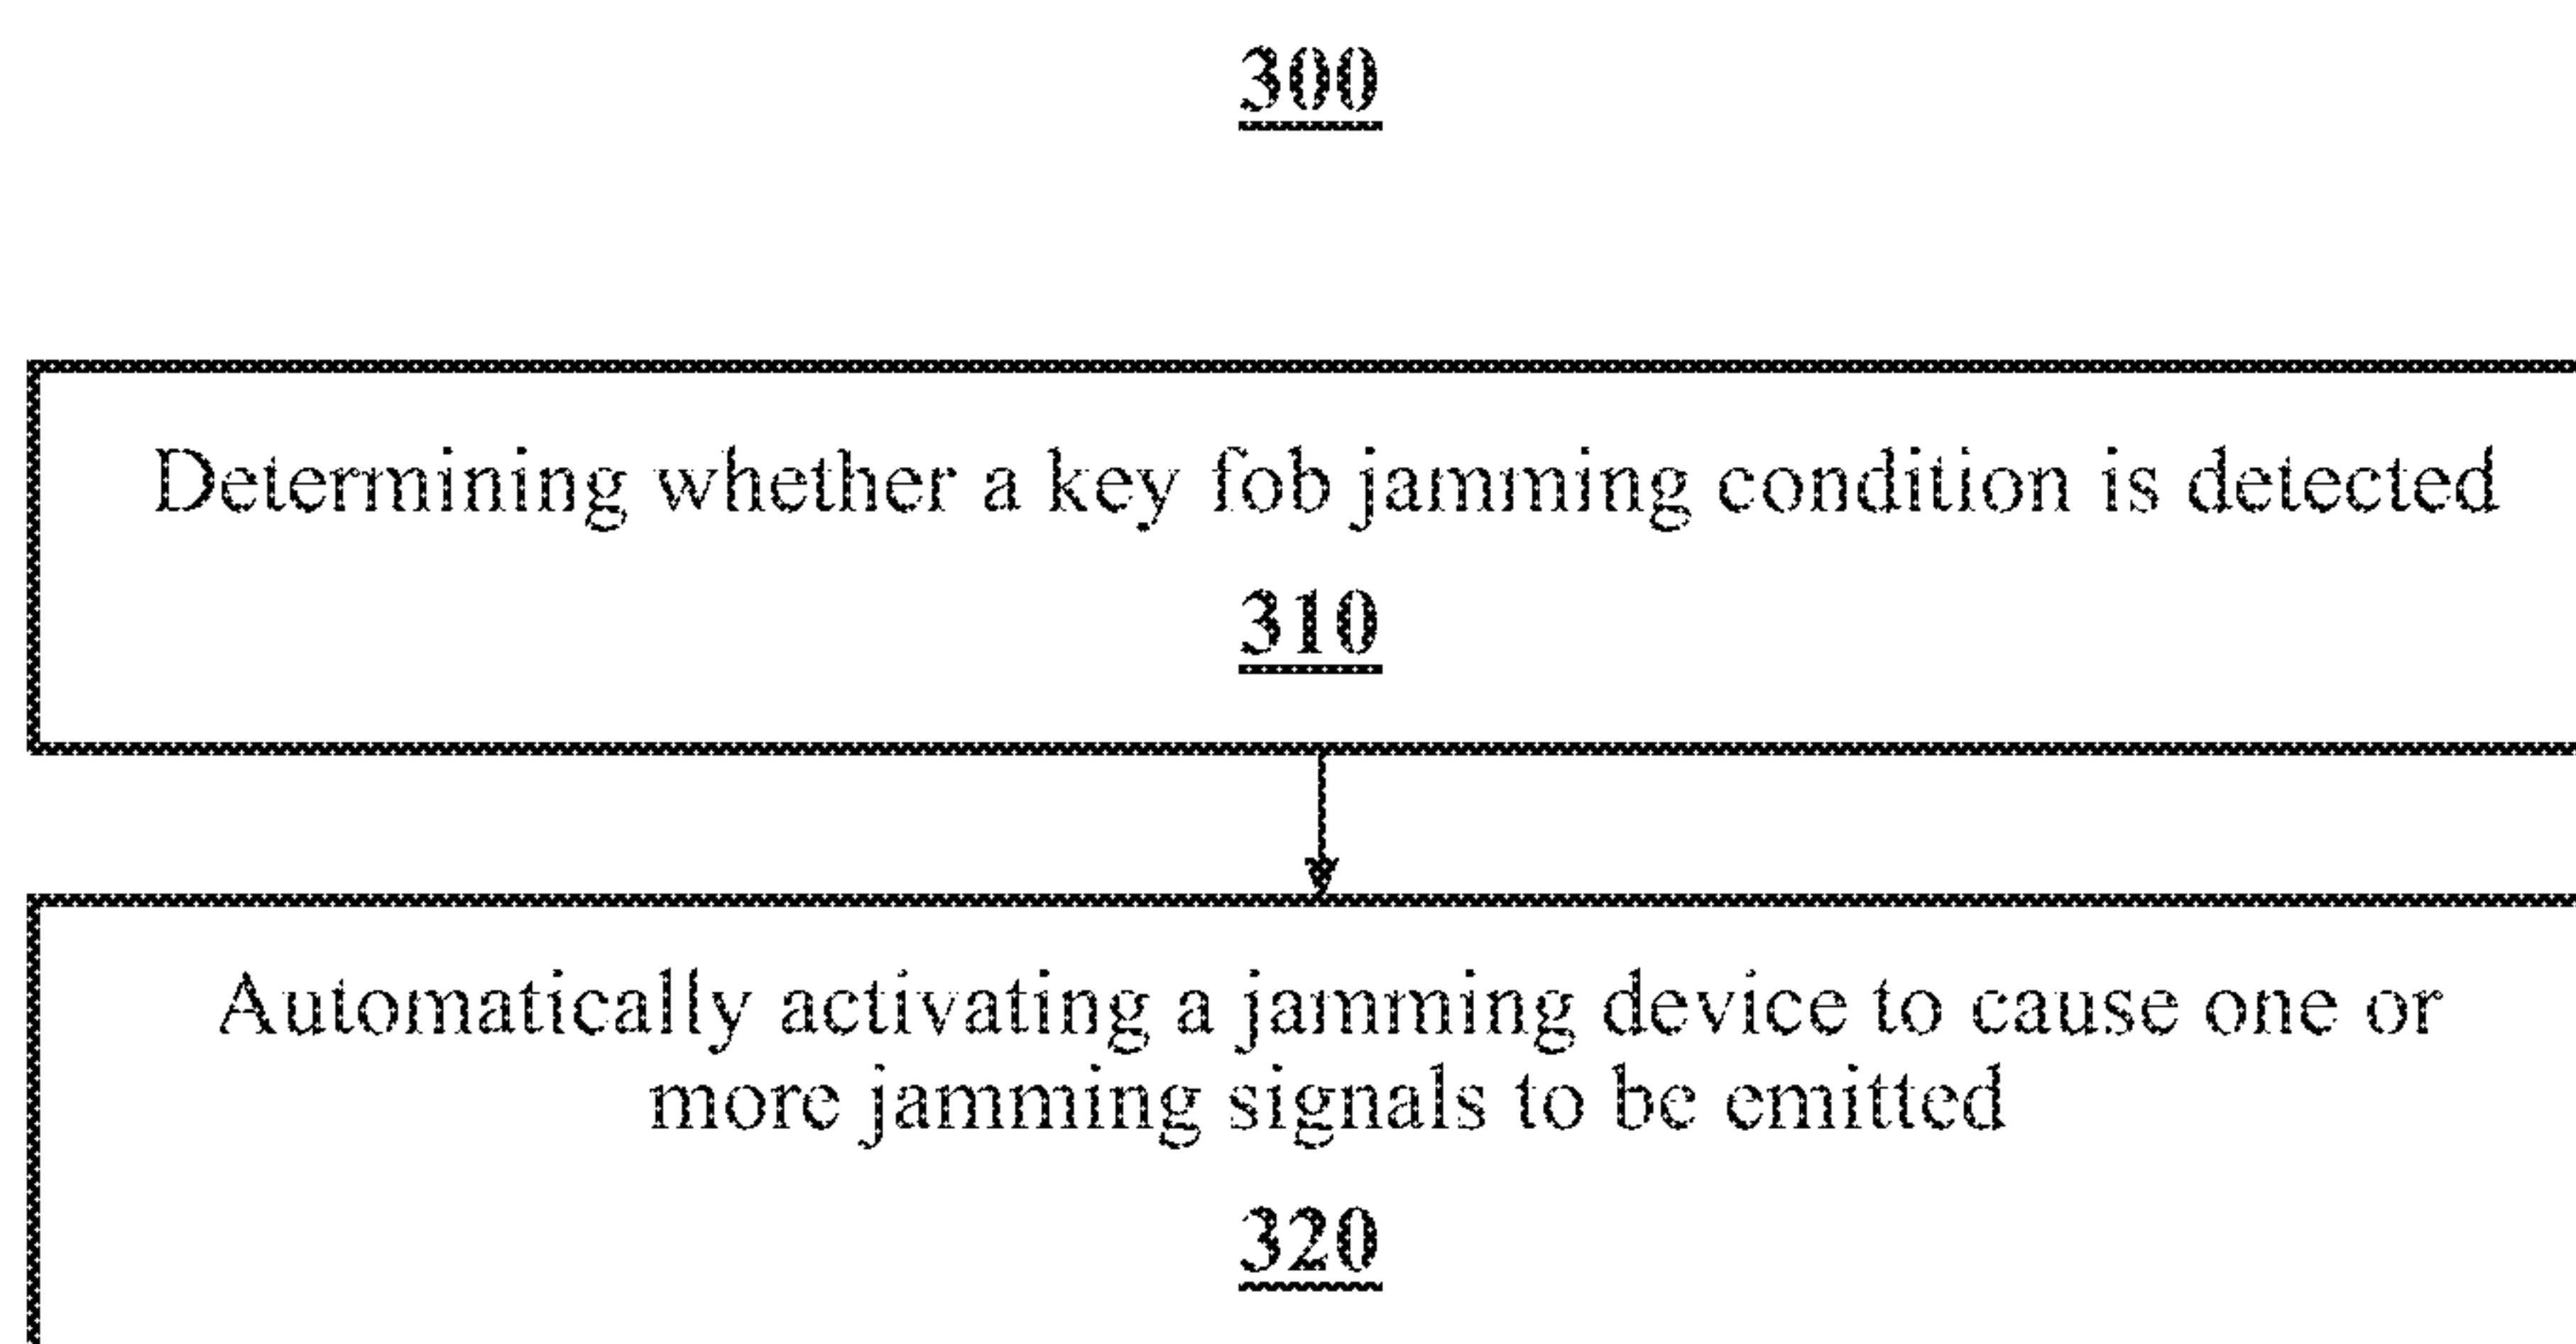 300
Determining whether a key fob jamming condition is detected
310
Automatically activating a jamming device to cause one or
more jamming signals to be emitted
320